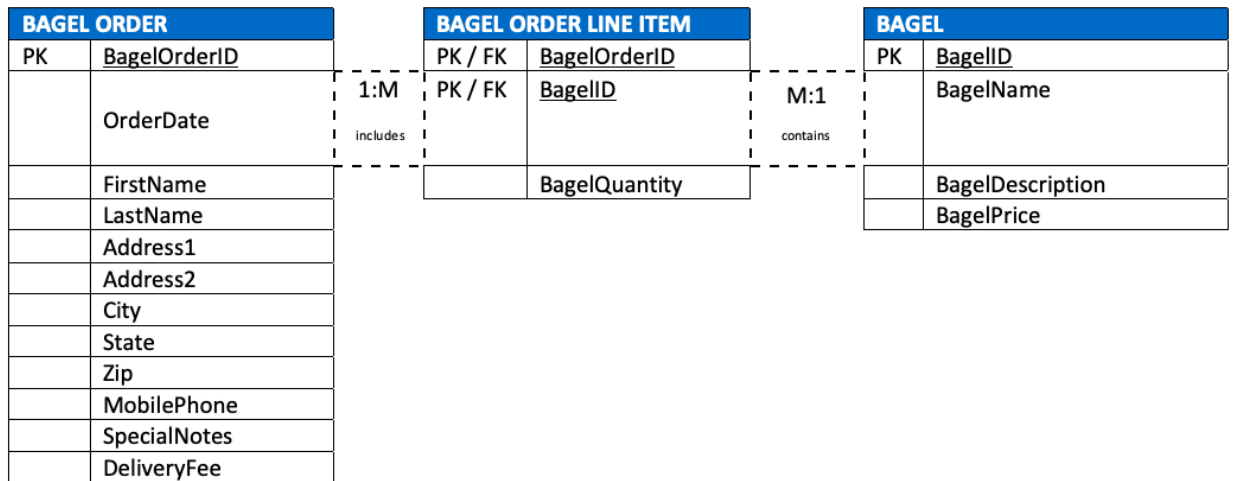 BAGEL ORDER
PK BagelOrderID
OrderDate
FirstName
LastName
Address1
Address2
City
State
Zip
MobilePhone
SpecialNotes
DeliveryFee
1:M
includes
BAGEL ORDER LINE ITEM
PK / FK BagelOrderID
PK / FK BagelID
BagelQuantity
M:1
contains
BAGEL
PK BagelID
BagelName
BagelDescription
BagelPrice